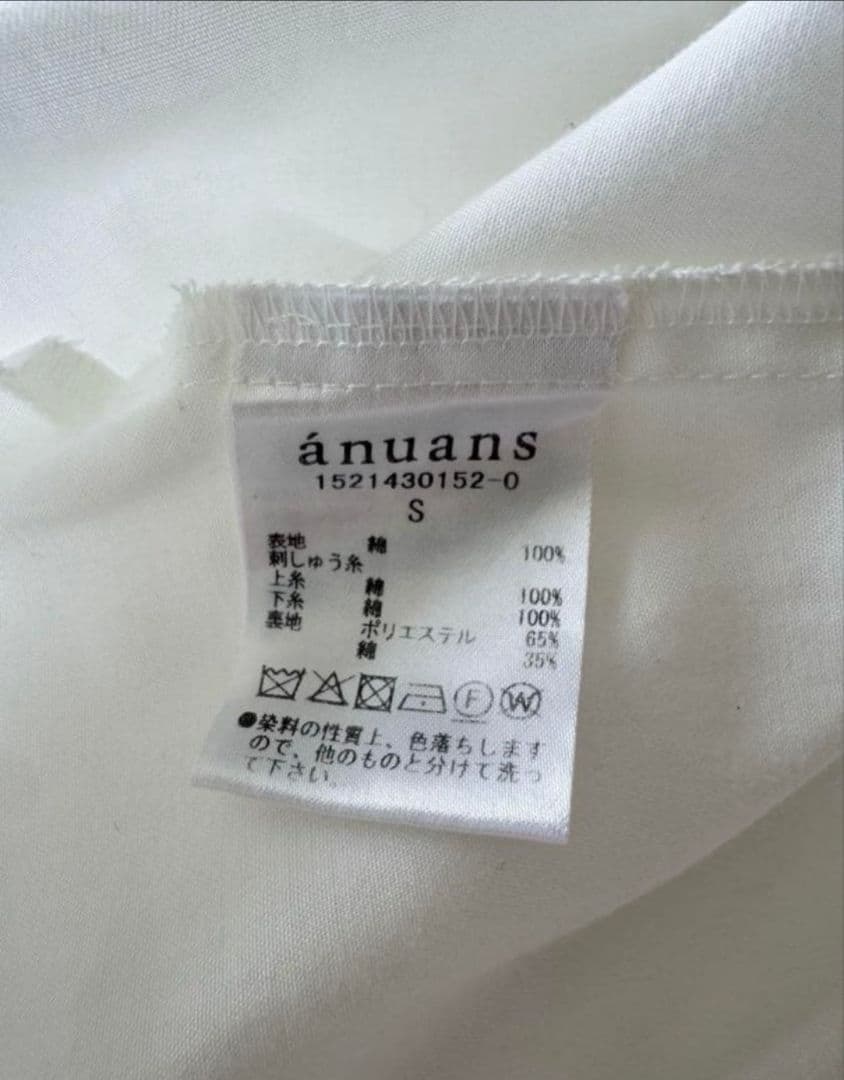 ánuans
1521430152-0
S
表地 綿 100%
刺しゅう糸
上糸 綿 100%
下糸 綿 100%
裏地 ポリエステル 65%
綿 35%
F W
●染料の性質上、色落ちします
ので、他のものと分けて洗っ
て下さい。